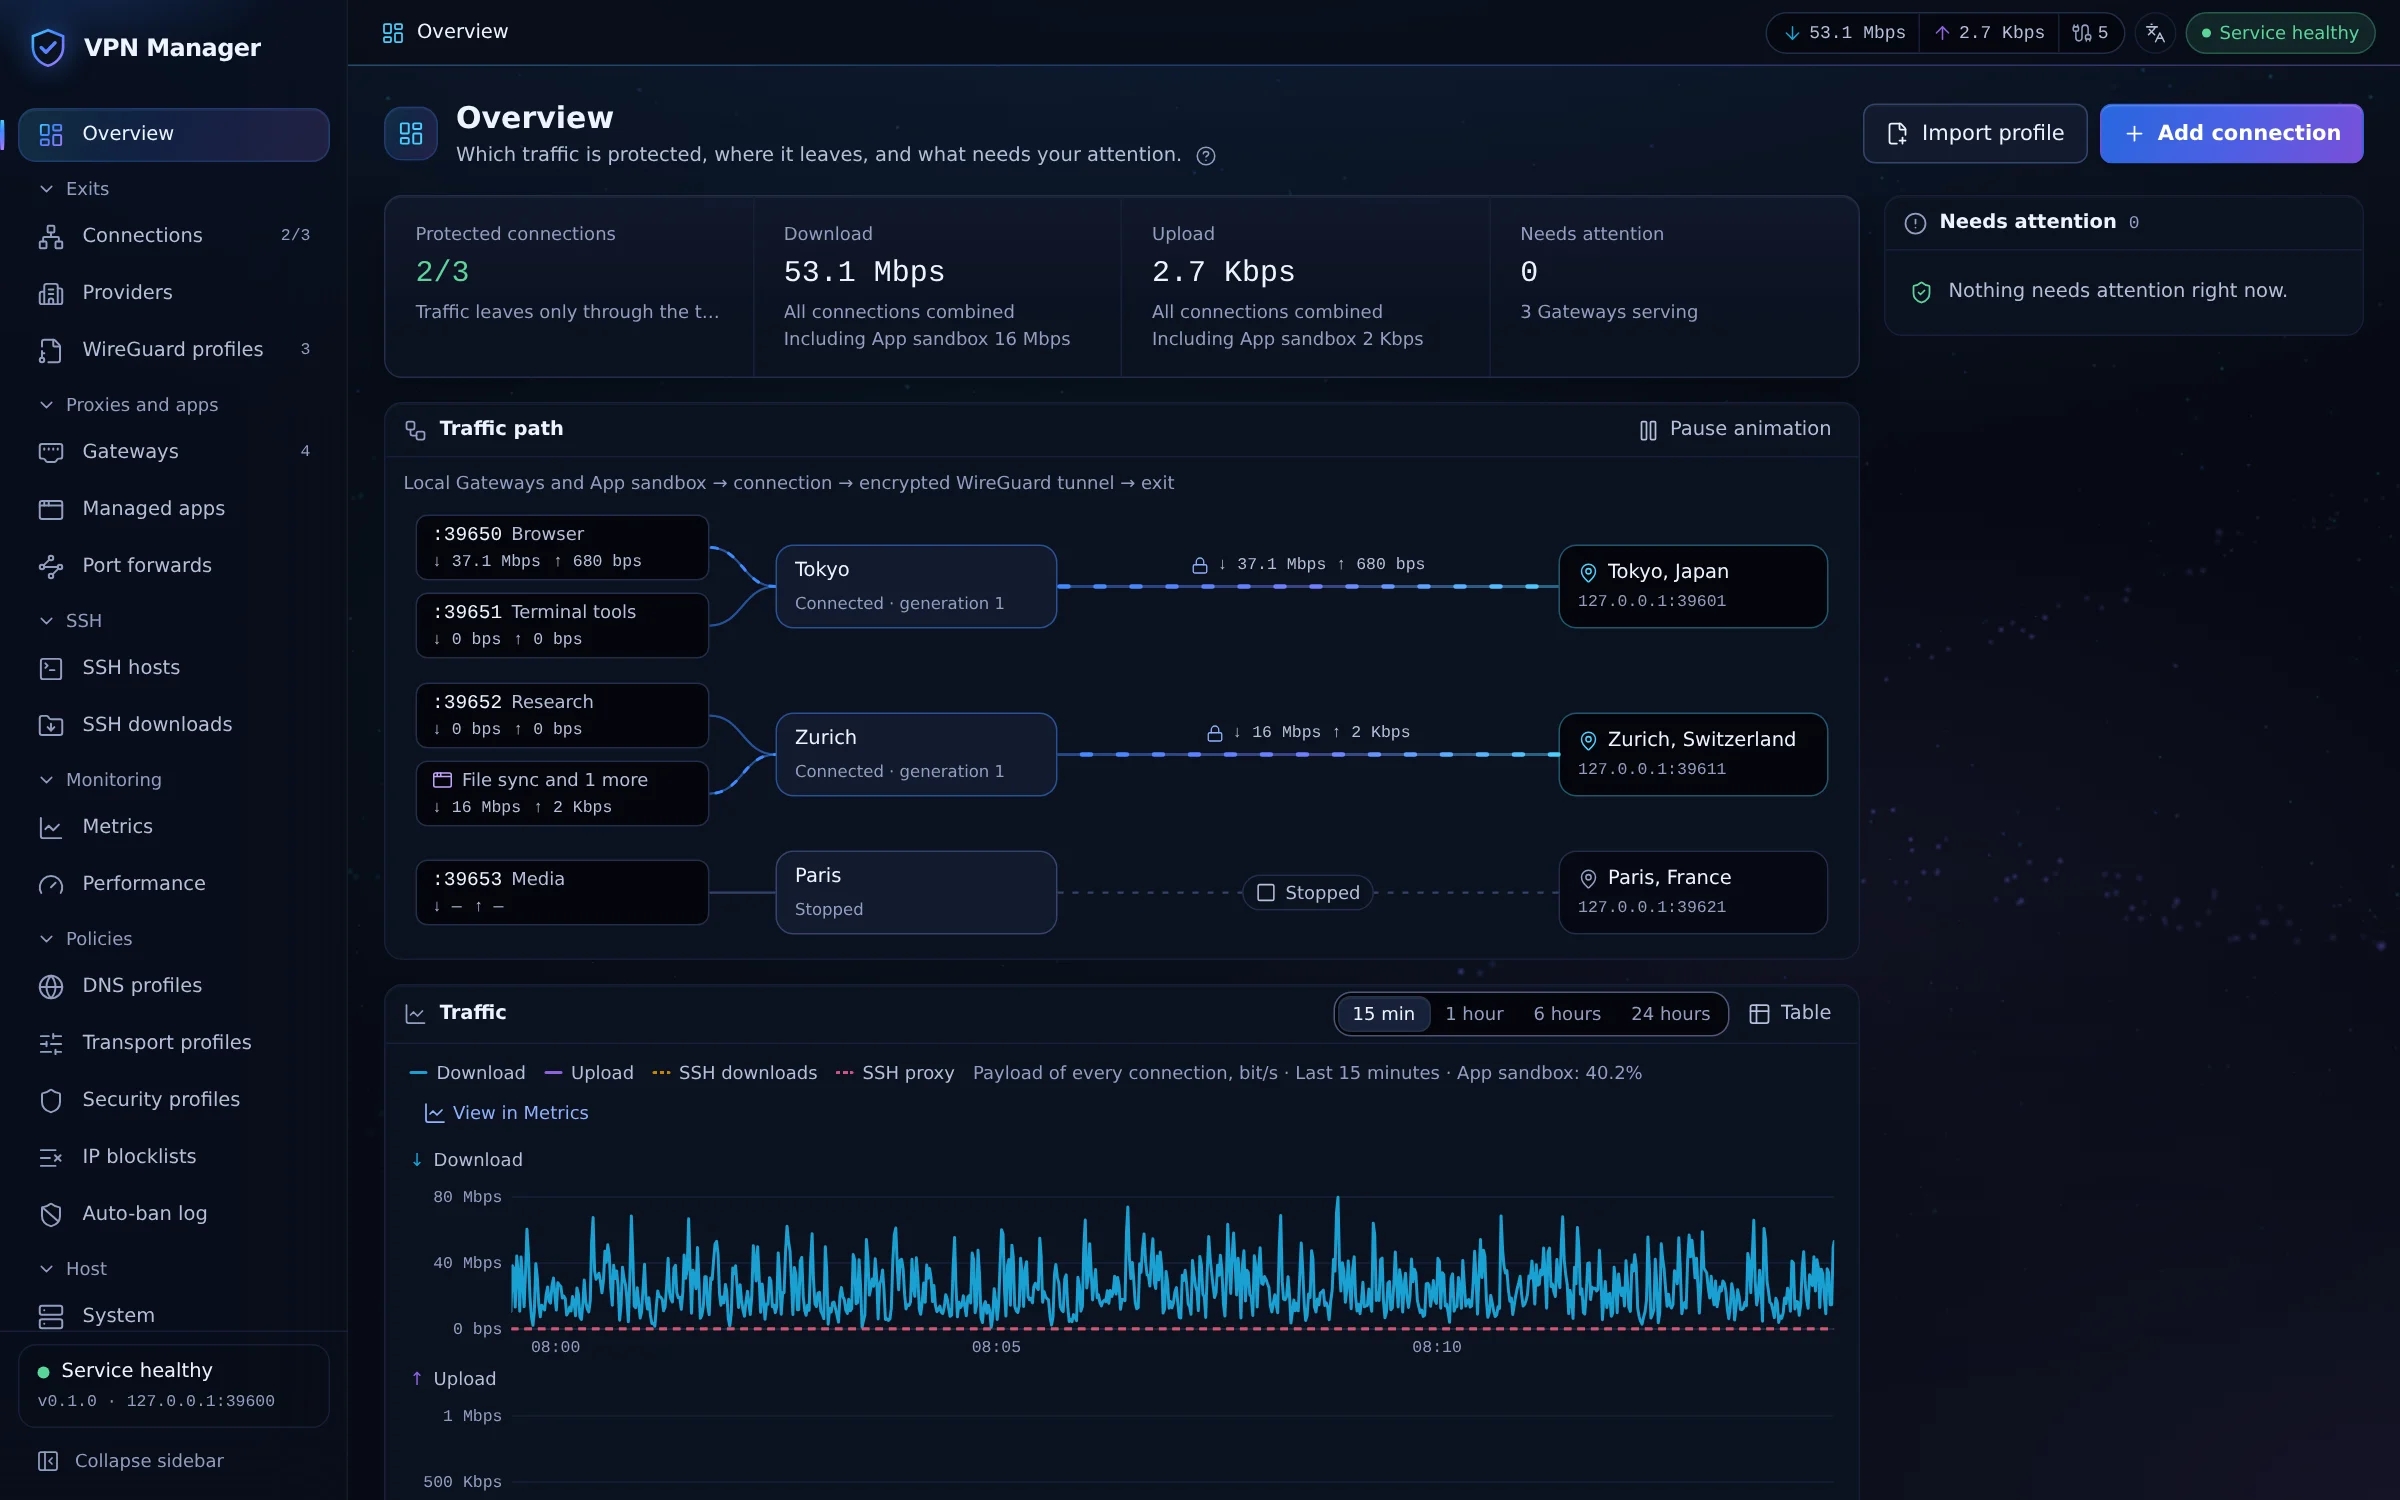 VPN Manager
Overview
Exits
Connections 2/3
Providers
WireGuard profiles 3
Proxies and apps
Gateways 4
Managed apps
Port forwards
SSH
SSH hosts
SSH downloads
Monitoring
Metrics
Performance
Policies
DNS profiles
Transport profiles
Security profiles
IP blocklists
Auto-ban log
Host
System
Service healthy
v0.1.0 · 127.0.0.1:39600
Collapse sidebar
Overview
↓ 53.1 Mbps ↑ 2.7 Kbps 5
Service healthy
Overview
Which traffic is protected, where it leaves, and what needs your attention.
Import profile
+ Add connection
Protected connections
2/3
Traffic leaves only through the t…
Download
53.1 Mbps
All connections combined
Including App sandbox 16 Mbps
Upload
2.7 Kbps
All connections combined
Including App sandbox 2 Kbps
Needs attention
0
3 Gateways serving
Needs attention 0
Nothing needs attention right now.
Traffic path
Pause animation
Local Gateways and App sandbox → connection → encrypted WireGuard tunnel → exit
:39650 Browser
↓ 37.1 Mbps ↑ 680 bps
:39651 Terminal tools
↓ 0 bps ↑ 0 bps
Tokyo
Connected · generation 1
↓ 37.1 Mbps ↑ 680 bps
Tokyo, Japan
127.0.0.1:39601
:39652 Research
↓ 0 bps ↑ 0 bps
File sync and 1 more
↓ 16 Mbps ↑ 2 Kbps
Zurich
Connected · generation 1
↓ 16 Mbps ↑ 2 Kbps
Zurich, Switzerland
127.0.0.1:39611
:39653 Media
↓ — ↑ —
Paris
Stopped
Stopped
Paris, France
127.0.0.1:39621
Traffic
15 min 1 hour 6 hours 24 hours
Table
Download Upload SSH downloads SSH proxy Payload of every connection, bit/s · Last 15 minutes · App sandbox: 40.2%
View in Metrics
↓ Download
80 Mbps
40 Mbps
0 bps
08:00 08:05 08:10
↑ Upload
1 Mbps
500 Kbps